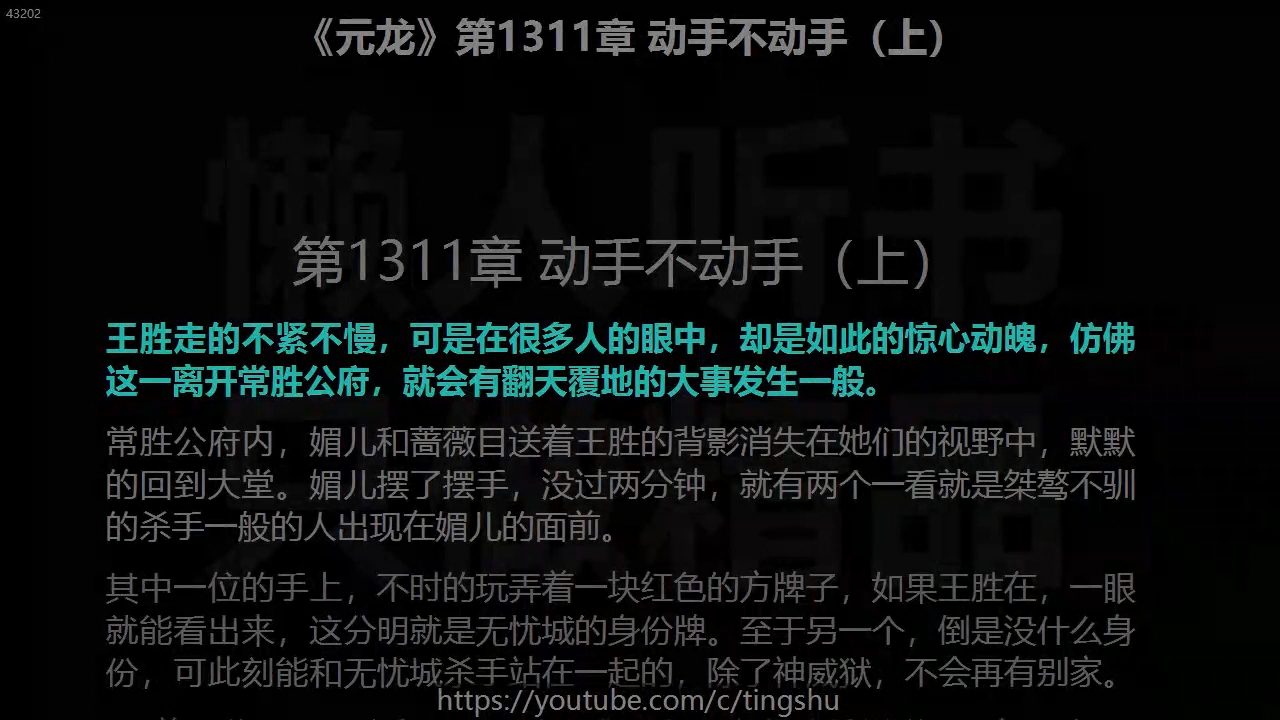 43202
《元龙》第1311章 动手不动手（上）
懒人听书
第1311章 动手不动手（上）
王胜走的不紧不慢，可是在很多人的眼中，却是如此的惊心动魄，仿佛
这一离开常胜公府，就会有翻天覆地的大事发生一般。
常胜公府内，媚儿和蔷薇目送着王胜的背影消失在她们的视野中，默默
的回到大堂。媚儿摆了摆手，没过两分钟，就有两个一看就是桀骜不驯
的杀手一般的人出现在媚儿的面前。
其中一位的手上，不时的玩弄着一块红色的方牌子，如果王胜在，一眼
就能看出来，这分明就是无忧城的身份牌。至于另一个，倒是没什么身
份，可此刻能和无忧城杀手站在一起的，除了神威狱，不会再有别家。
https://youtube.com/c/tingshu